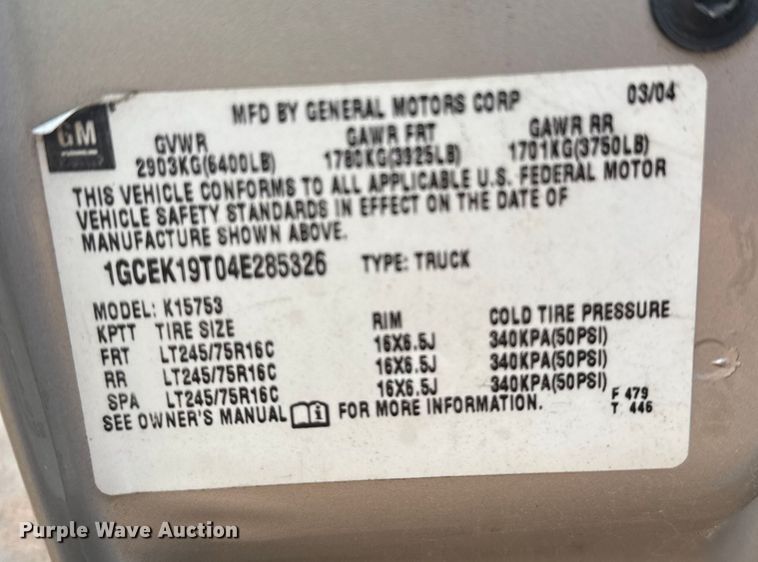 MFD BY GENERAL MOTORS CORP 03/04
GM
GVWR GAWR FRT GAWR RR
2903KG(6400LB) 1780KG(3925LB) 1701KG(3750LB)
THIS VEHICLE CONFORMS TO ALL APPLICABLE U.S. FEDERAL MOTOR
VEHICLE SAFETY STANDARDS IN EFFECT ON THE DATE OF
MANUFACTURE SHOWN ABOVE.
1GCEK19T04E285326 TYPE: TRUCK
MODEL: K15753
KPTT TIRE SIZE RIM COLD TIRE PRESSURE
FRT LT245/75R16C 16X6.5J 340KPA(50PSI)
RR LT245/75R16C 16X6.5J 340KPA(50PSI)
SPA LT245/75R16C 16X6.5J 340KPA(50PSI)
SEE OWNER'S MANUAL FOR MORE INFORMATION.
F 479
T 446
Purple Wave Auction